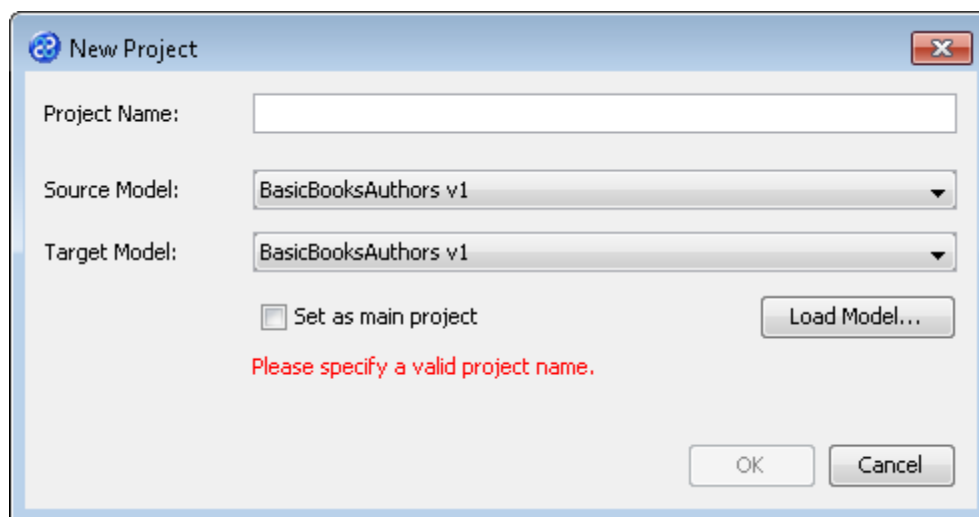 New Project
Project Name:
Source Model: BasicBooksAuthors v1
Target Model: BasicBooksAuthors v1
Set as main project Load Model...
Please specify a valid project name.
OK Cancel